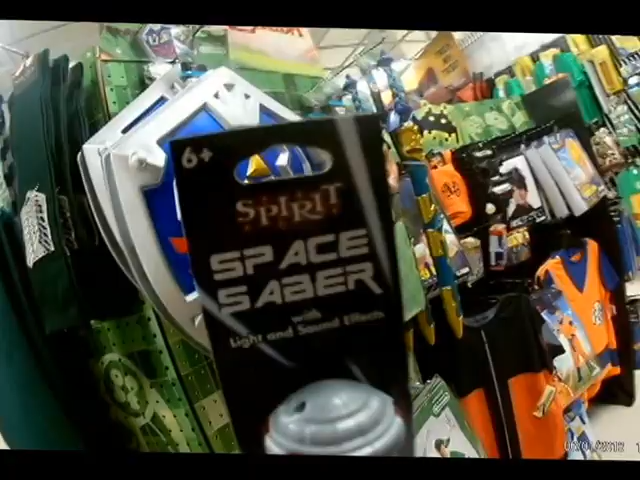 6+
SPIRIT
SPACE
SABER
with
Light and Sound Effects